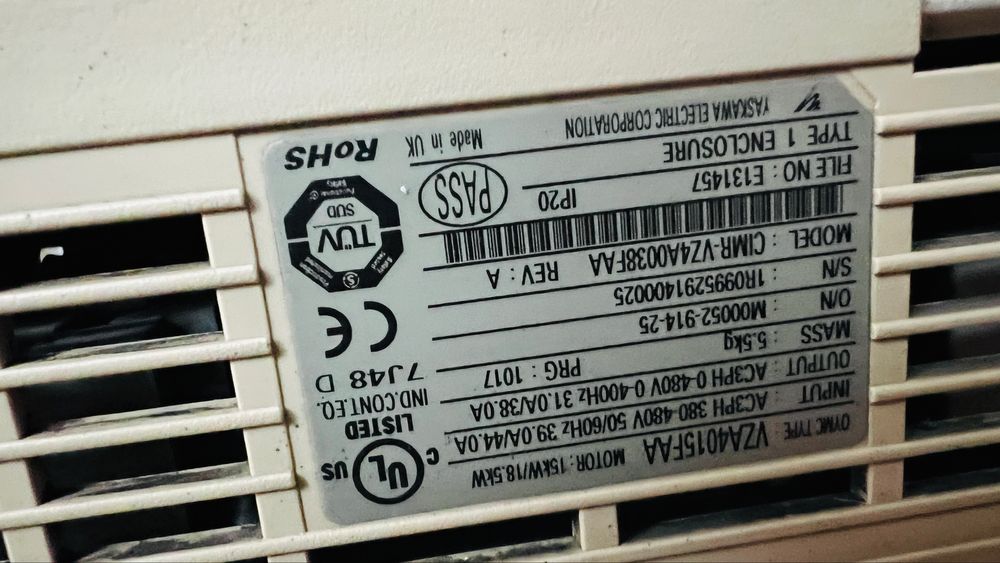 OYMC TYPE : VZA4015FAA MOTOR : 15kW/18.5kW
INPUT : AC3PH 380-480V 50/60Hz 39.0A/44.0A
OUTPUT : AC3PH 0-480V 0-400Hz 31.0A/38.0A
MASS : 5.5kg PRG : 1017
O/N : M00052-914-25
S/N : 1R0995291400025
MODEL : CIMR-VZ4A0038FAA REV : A
FILE NO : E131457 IP20
TYPE 1 ENCLOSURE
YASKAWA ELECTRIC CORPORATION Made in UK
PASS
C UL US
LISTED
IND.CONT.EQ.
7J48 D
CE
TÜV
SÜD
RoHS